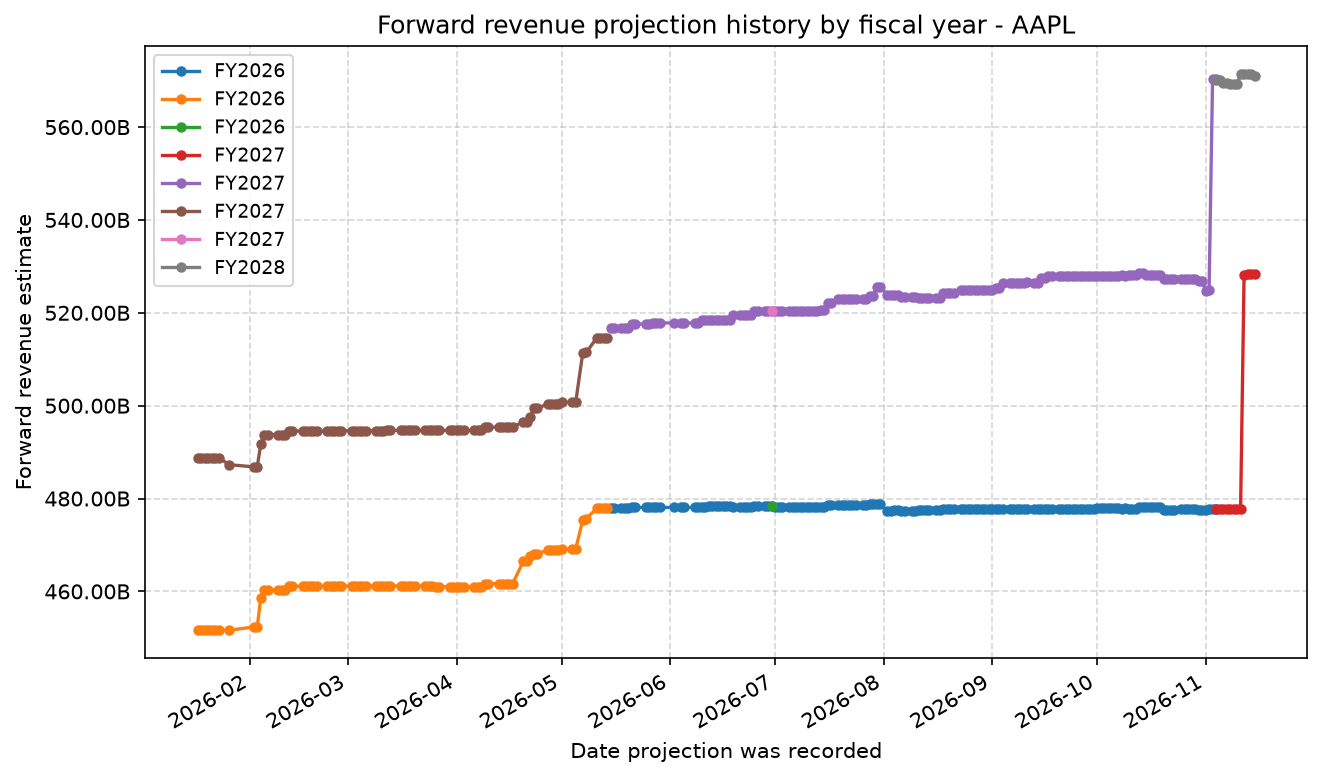 Forward revenue projection history by fiscal year - AAPL
FY2026
FY2026
FY2026
FY2027
FY2027
FY2027
FY2027
FY2028
Forward revenue estimate
560.00B
540.00B
520.00B
500.00B
480.00B
460.00B
2026-02
2026-03
2026-04
2026-05
2026-06
2026-07
2026-08
2026-09
2026-10
2026-11
Date projection was recorded